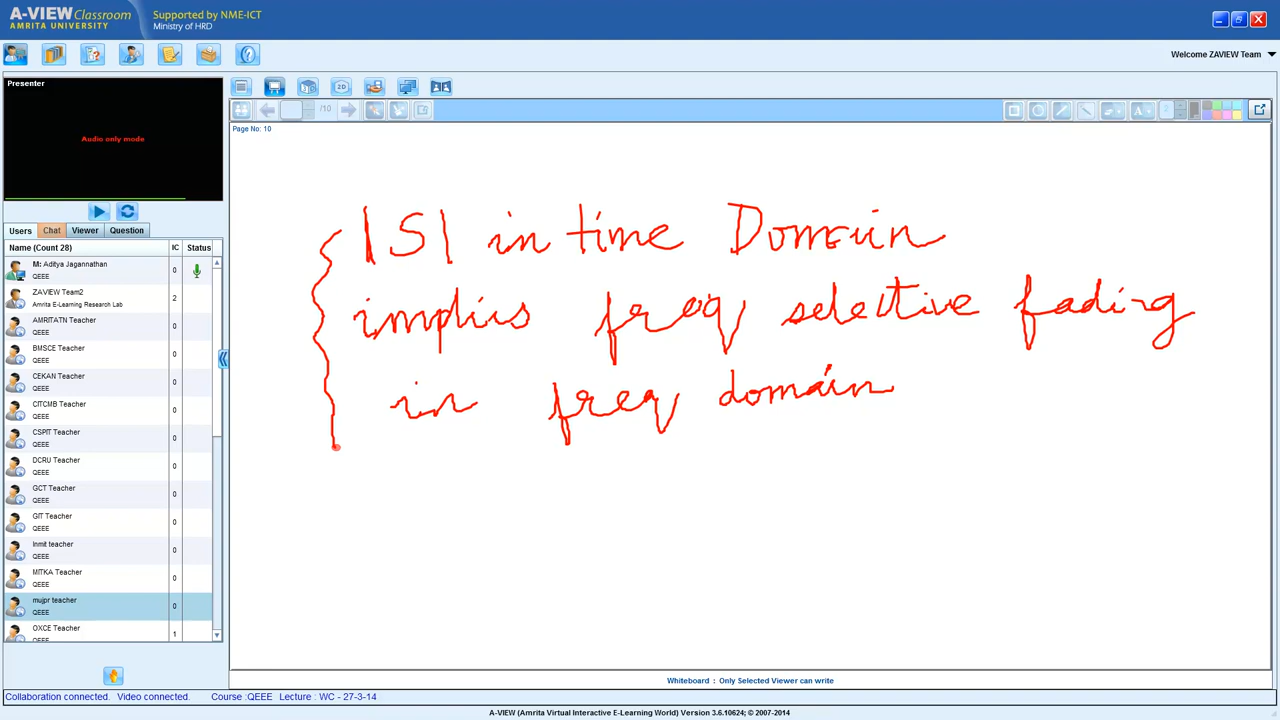 A-VIEW Classroom
AMRITA UNIVERSITY
Supported by NME-ICT
Ministry of HRD
Welcome ZAVIEW Team
Presenter
Audio only mode
2D
/10
A
Page No: 10
ISI in time Domain
implies freq selective fading
in freq domain
Users Chat Viewer Question
Name (Count 28) IC Status
M: Aditya Jagannathan 0
QEEE
ZAVIEW Team2 2
Amrita E-Learning Research Lab
AMRITATN Teacher 0
QEEE
BMSCE Teacher 0
QEEE
CEKAN Teacher 0
QEEE
CITCMB Teacher 0
QEEE
CSPIT Teacher 0
QEEE
DCRU Teacher 0
QEEE
GCT Teacher 0
QEEE
GIT Teacher 0
QEEE
Inmit teacher 0
QEEE
MITKA Teacher 0
QEEE
mujpr teacher 0
QEEE
OXCE Teacher 1
QEEE
Whiteboard : Only Selected Viewer can write
Collaboration connected. Video connected. Course :QEEE Lecture : WC - 27-3-14
A-VIEW (Amrita Virtual Interactive E-Learning World) Version 3.6.10624; © 2007-2014